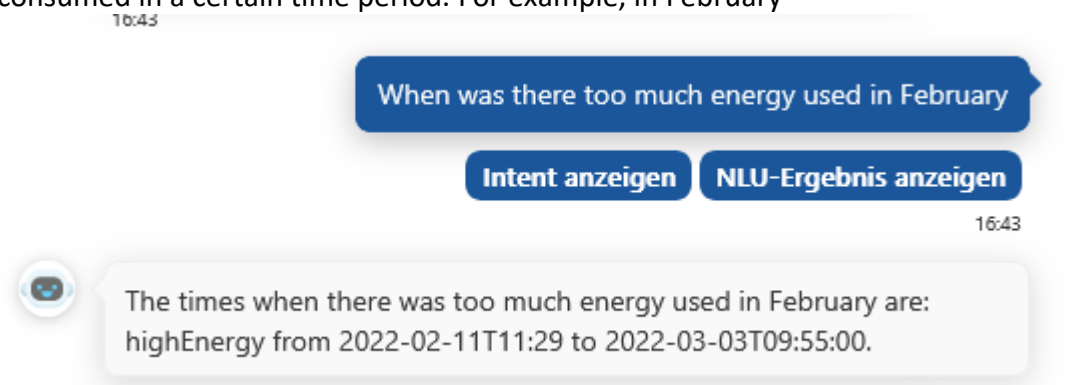 consumed in a certain time period. For example, in February
16:43
When was there too much energy used in February
Intent anzeigen NLU-Ergebnis anzeigen
16:43
The times when there was too much energy used in February are:
highEnergy from 2022-02-11T11:29 to 2022-03-03T09:55:00.